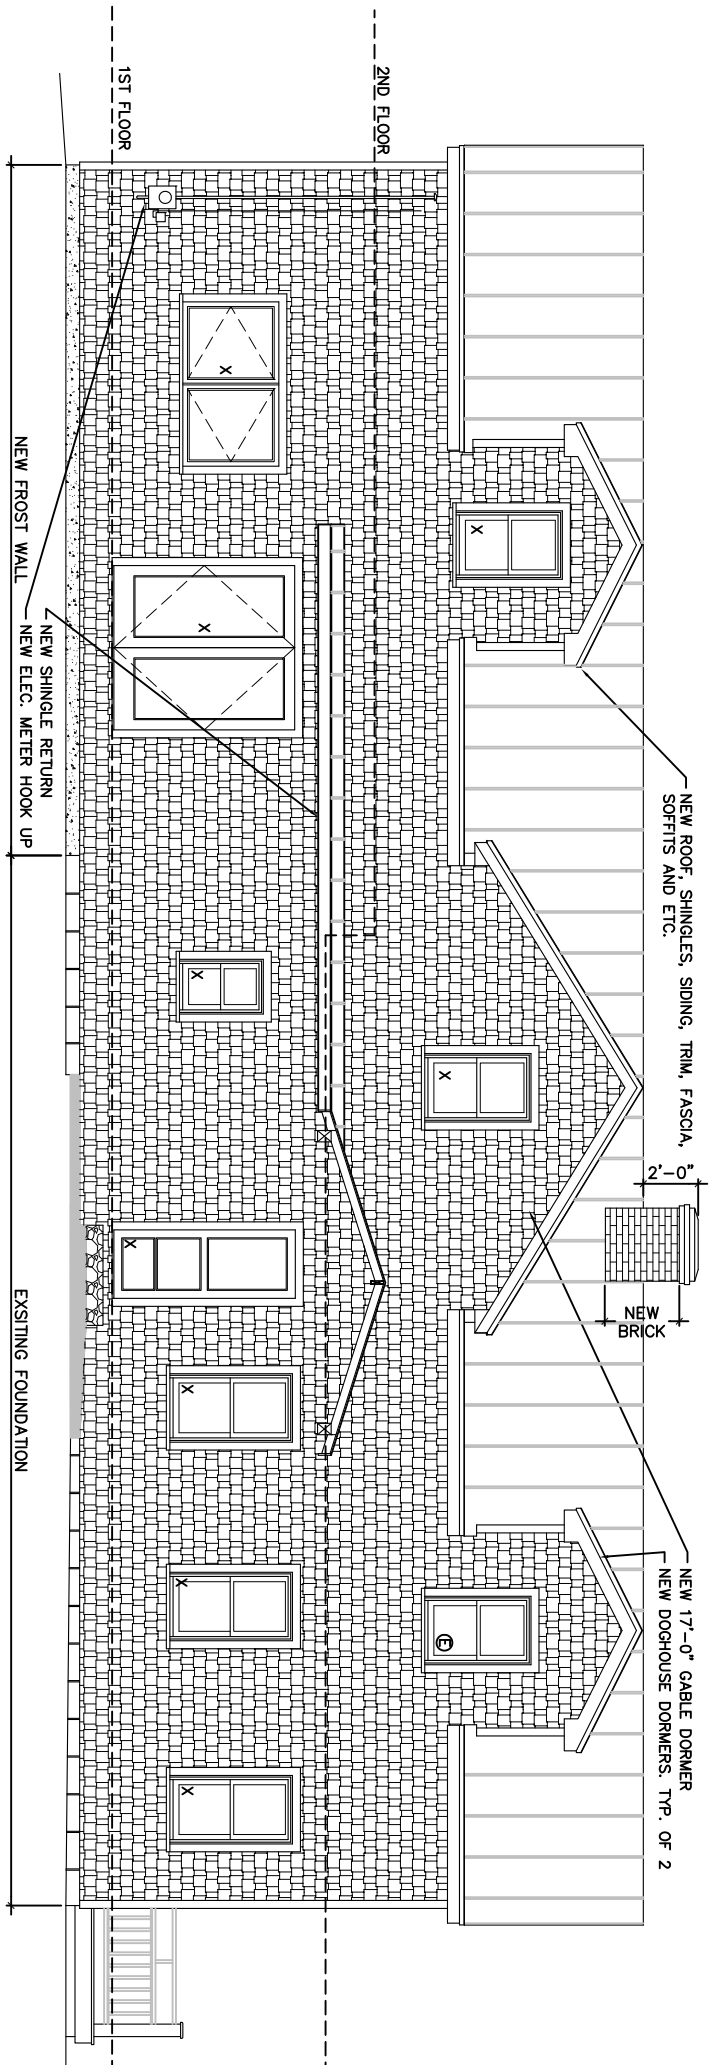 2ND FLOOR
1ST FLOOR
NEW ROOF, SHINGLES, SIDING, TRIM, FASCIA,
SOFFITS AND ETC.
2'-0"
NEW
BRICK
NEW 17'-0" GABLE DORMER
NEW DOGHOUSE DORMERS. TYP. OF 2
X
X
E
X
X
X
X
X
X
X
X
NEW SHINGLE RETURN
NEW ELEC. METER HOOK UP
NEW FROST WALL
EXSITING FOUNDATION